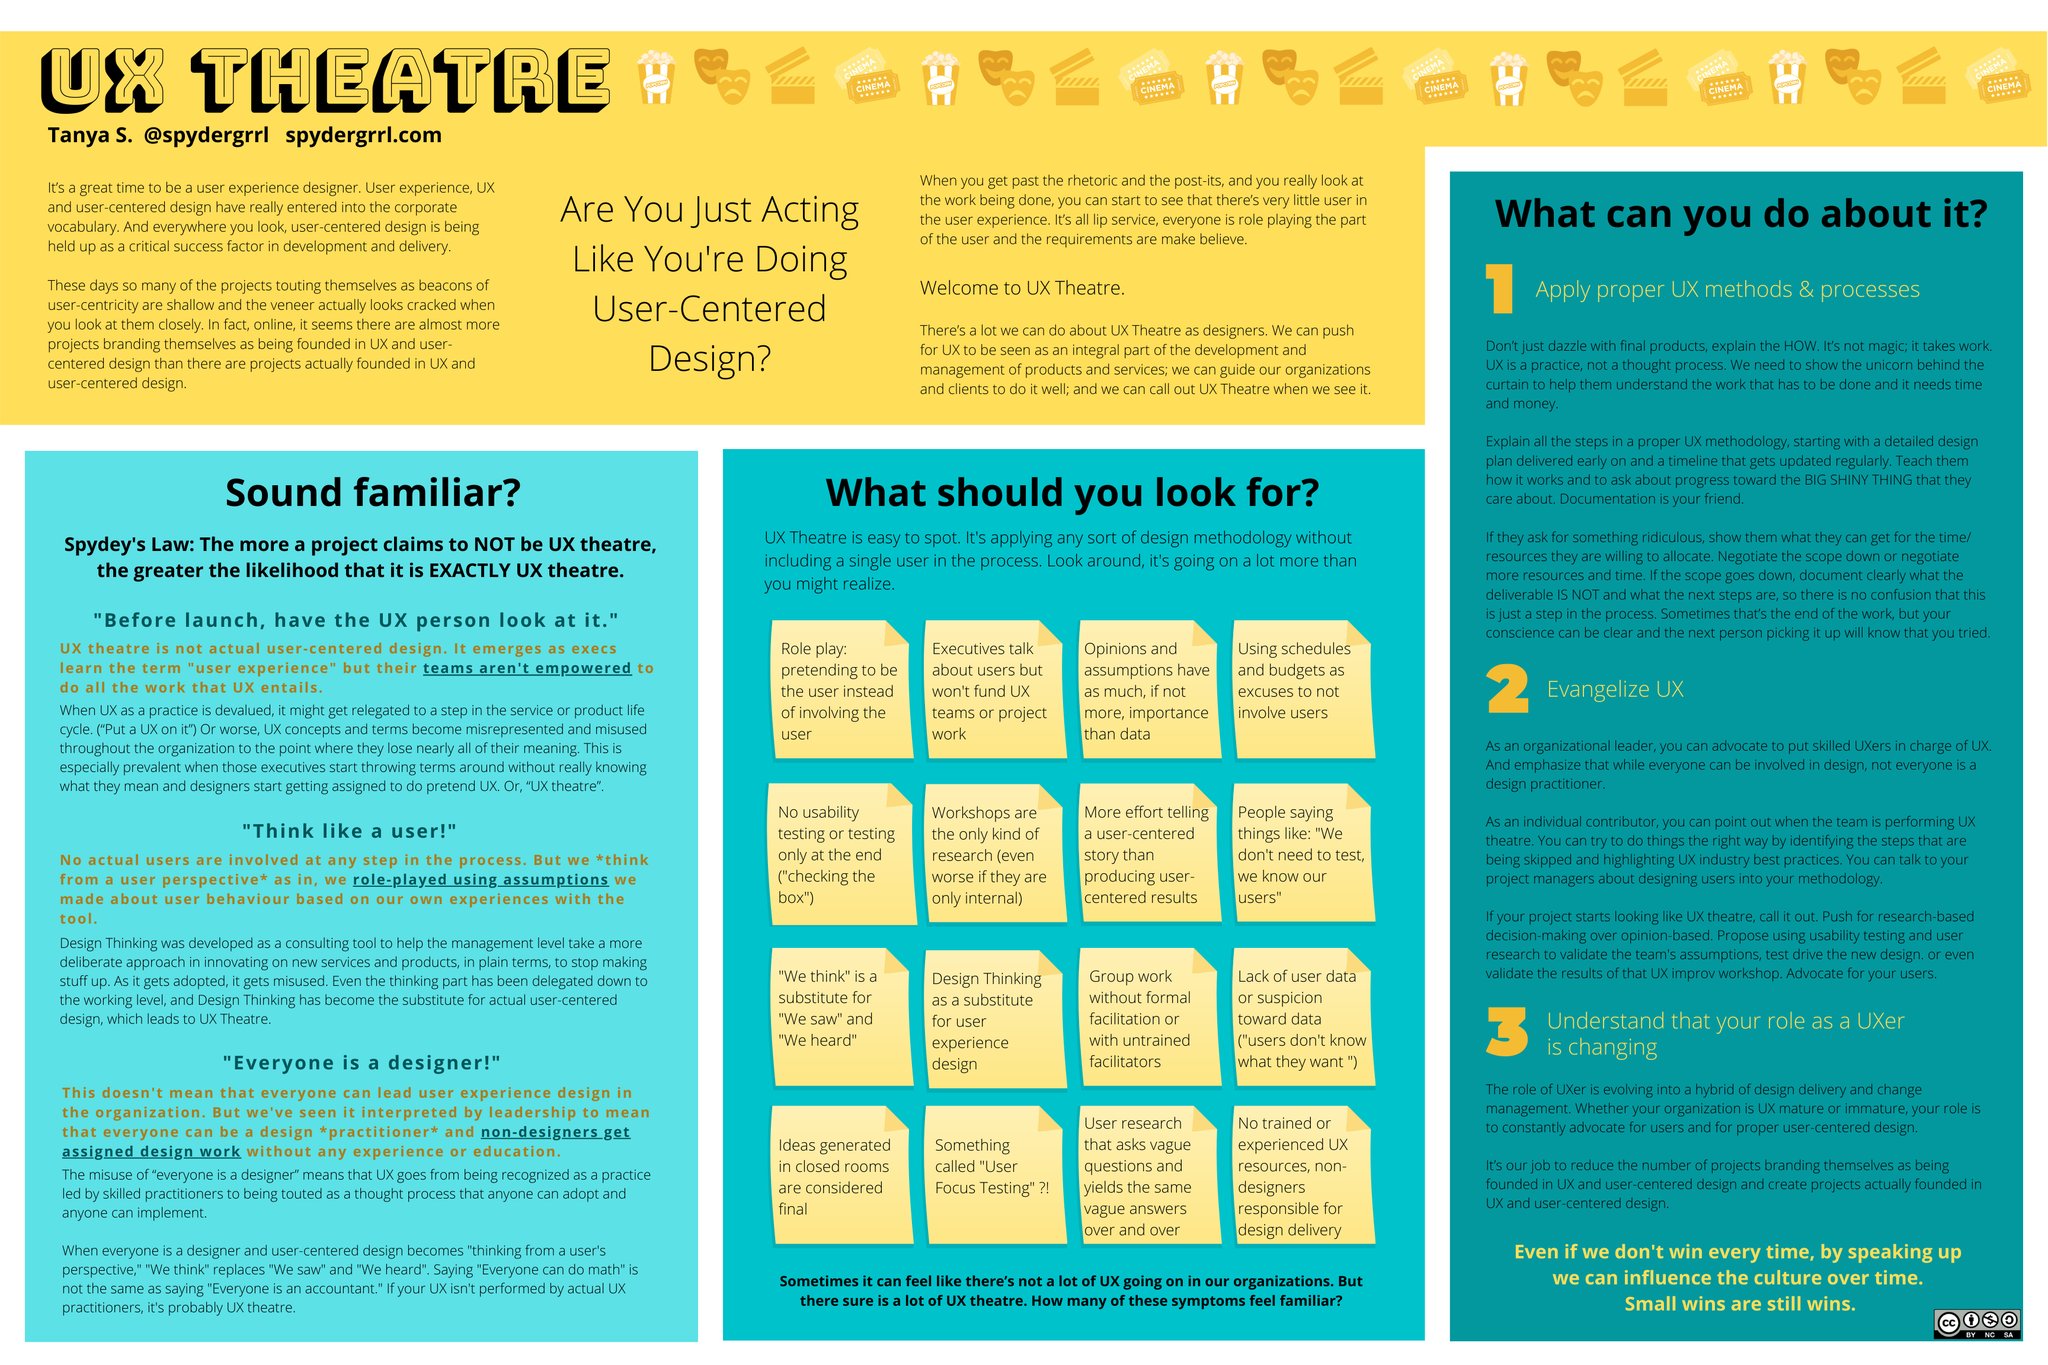 UX THEATRE
Tanya S. @spydergrrl spydergrrl.com
It's a great time to be a user experience designer. User experience, UX
and user-centered design have really entered into the corporate
vocabulary. And everywhere you look, user-centered design is being
held up as a critical success factor in development and delivery.
These days so many of the projects touting themselves as beacons of
user-centricity are shallow and the veneer actually looks cracked when
you look at them closely. In fact, online, it seems there are almost more
projects branding themselves as being founded in UX and user-
centered design than there are projects actually founded in UX and
user-centered design.
Are You Just Acting
Like You're Doing
User-Centered
Design?
When you get past the rhetoric and the post-its, and you really look at
the work being done, you can start to see that there's very little user in
the user experience. It's all lip service, everyone is role playing the part
of the user and the requirements are make believe.
Welcome to UX Theatre.
There's a lot we can do about UX Theatre as designers. We can push
for UX to be seen as an integral part of the development and
management of products and services; we can guide our organizations
and clients to do it well; and we can call out UX Theatre when we see it.
Sound familiar?
Spydey's Law: The more a project claims to NOT be UX theatre,
the greater the likelihood that it is EXACTLY UX theatre.
"Before launch, have the UX person look at it."
UX theatre is not actual user-centered design. It emerges as execs
learn the term "user experience" but their teams aren't empowered to
do all the work that UX entails.
When UX as a practice is devalued, it might get relegated to a step in the service or product life
cycle. ("Put a UX on it") Or worse, UX concepts and terms become misrepresented and misused
throughout the organization to the point where they lose nearly all of their meaning. This is
especially prevalent when those executives start throwing terms around without really knowing
what they mean and designers start getting assigned to do pretend UX. Or, "UX theatre".
"Think like a user!"
No actual users are involved at any step in the process. But we *think
from a user perspective* as in, we role-played using assumptions we
made about user behaviour based on our own experiences with the
tool.
Design Thinking was developed as a consulting tool to help the management level take a more
deliberate approach in innovating on new services and products, in plain terms, to stop making
stuff up. As it gets adopted, it gets misused. Even the thinking part has been delegated down to
the working level, and Design Thinking has become the substitute for actual user-centered
design, which leads to UX Theatre.
"Everyone is a designer!"
This doesn't mean that everyone can lead user experience design in
the organization. But we've seen it interpreted by leadership to mean
that everyone can be a design *practitioner* and non-designers get
assigned design work without any experience or education.
The misuse of "everyone is a designer" means that UX goes from being recognized as a practice
led by skilled practitioners to being touted as a thought process that anyone can adopt and
anyone can implement.
When everyone is a designer and user-centered design becomes "thinking from a user's
perspective," "We think" replaces "We saw" and "We heard". Saying "Everyone can do math" is
not the same as saying "Everyone is an accountant." If your UX isn't performed by actual UX
practitioners, it's probably UX theatre.
What should you look for?
UX Theatre is easy to spot. It's applying any sort of design methodology without
including a single user in the process. Look around, it's going on a lot more than
you might realize.
Role play:
pretending to be
the user instead
of involving the
user
Executives talk
about users but
won't fund UX
teams or project
work
Opinions and
assumptions have
as much, if not
more, importance
than data
Using schedules
and budgets as
excuses to not
involve users
No usability
testing or testing
only at the end
("checking the
box")
Workshops are
the only kind of
research (even
worse if they are
only internal)
More effort telling
a user-centered
story than
producing user-
centered results
People saying
things like: "We
don't need to test,
we know our
users"
"We think" is a
substitute for
"We saw" and
"We heard"
Design Thinking
as a substitute
for user
experience
design
Group work
without formal
facilitation or
with untrained
facilitators
Lack of user data
or suspicion
toward data
("users don't know
what they want ")
Ideas generated
in closed rooms
are considered
final
Something
called "User
Focus Testing" ?!
User research
that asks vague
questions and
yields the same
vague answers
over and over
No trained or
experienced UX
resources, non-
designers
responsible for
design delivery
Sometimes it can feel like there's not a lot of UX going on in our organizations. But
there sure is a lot of UX theatre. How many of these symptoms feel familiar?
What can you do about it?
1 Apply proper UX methods & processes
Don't just dazzle with final products, explain the HOW. It's not magic; it takes work.
UX is a practice, not a thought process. We need to show the unicorn behind the
curtain to help them understand the work that has to be done and it needs time
and money.
Explain all the steps in a proper UX methodology, starting with a detailed design
plan delivered early on and a timeline that gets updated regularly. Teach them
how it works and to ask about progress toward the BIG SHINY THING that they
care about. Documentation is your friend.
If they ask for something ridiculous, show them what they can get for the time/
resources they are willing to allocate. Negotiate the scope down or negotiate
more resources and time. If the scope goes down, document clearly what the
deliverable IS NOT and what the next steps are, so there is no confusion that this
is just a step in the process. Sometimes that's the end of the work, but your
conscience can be clear and the next person picking it up will know that you tried.
2 Evangelize UX
As an organizational leader, you can advocate to put skilled UXers in charge of UX.
And emphasize that while everyone can be involved in design, not everyone is a
design practitioner.
As an individual contributor, you can point out when the team is performing UX
theatre. You can try to do things the right way by identifying the steps that are
being skipped and highlighting UX industry best practices. You can talk to your
project managers about designing users into your methodology.
If your project starts looking like UX theatre, call it out. Push for research-based
decision-making over opinion-based. Propose using usability testing and user
research to validate the team's assumptions, test drive the new design. or even
validate the results of that UX improv workshop. Advocate for your users.
3 Understand that your role as a UXer
is changing
The role of UXer is evolving into a hybrid of design delivery and change
management. Whether your organization is UX mature or immature, your role is
to constantly advocate for users and for proper user-centered design.
It's our job to reduce the number of projects branding themselves as being
founded in UX and user-centered design and create projects actually founded in
UX and user-centered design.
Even if we don't win every time, by speaking up
we can influence the culture over time.
Small wins are still wins.
CC BY NC SA